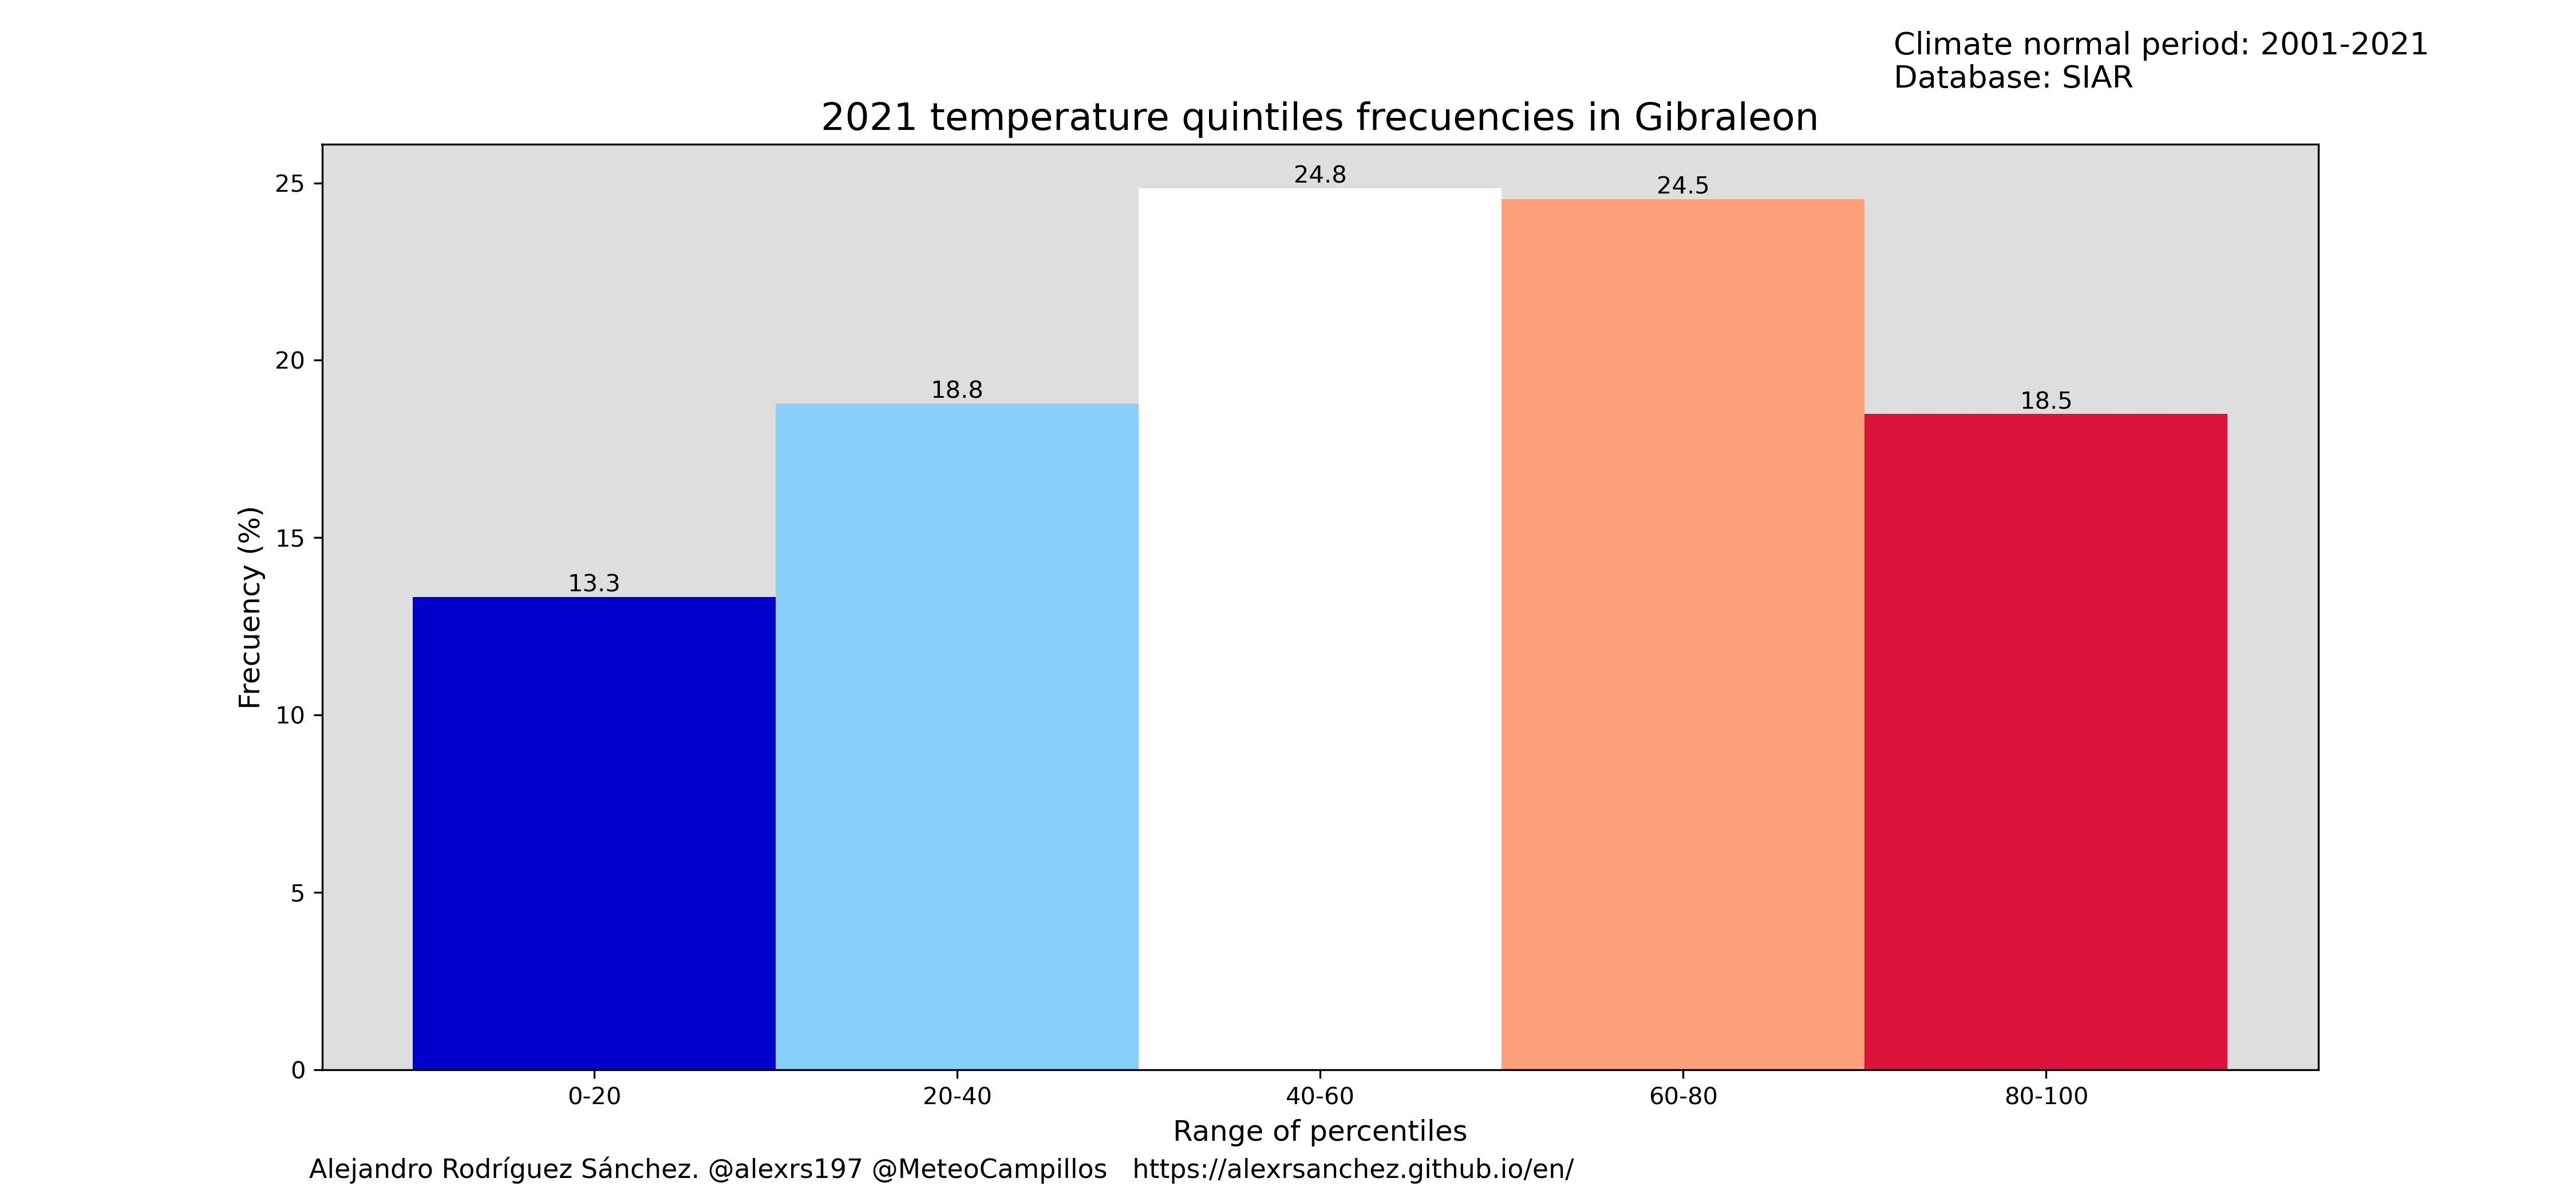 Climate normal period: 2001-2021
Database: SIAR
2021 temperature quintiles frecuencies in Gibraleon
24.8
24.5
18.8
18.5
13.3
25
20
15
10
5
0
Frecuency (%)
0-20 20-40 40-60 60-80 80-100
Range of percentiles
Alejandro Rodríguez Sánchez. @alexrs197 @MeteoCampillos https://alexrsanchez.github.io/en/